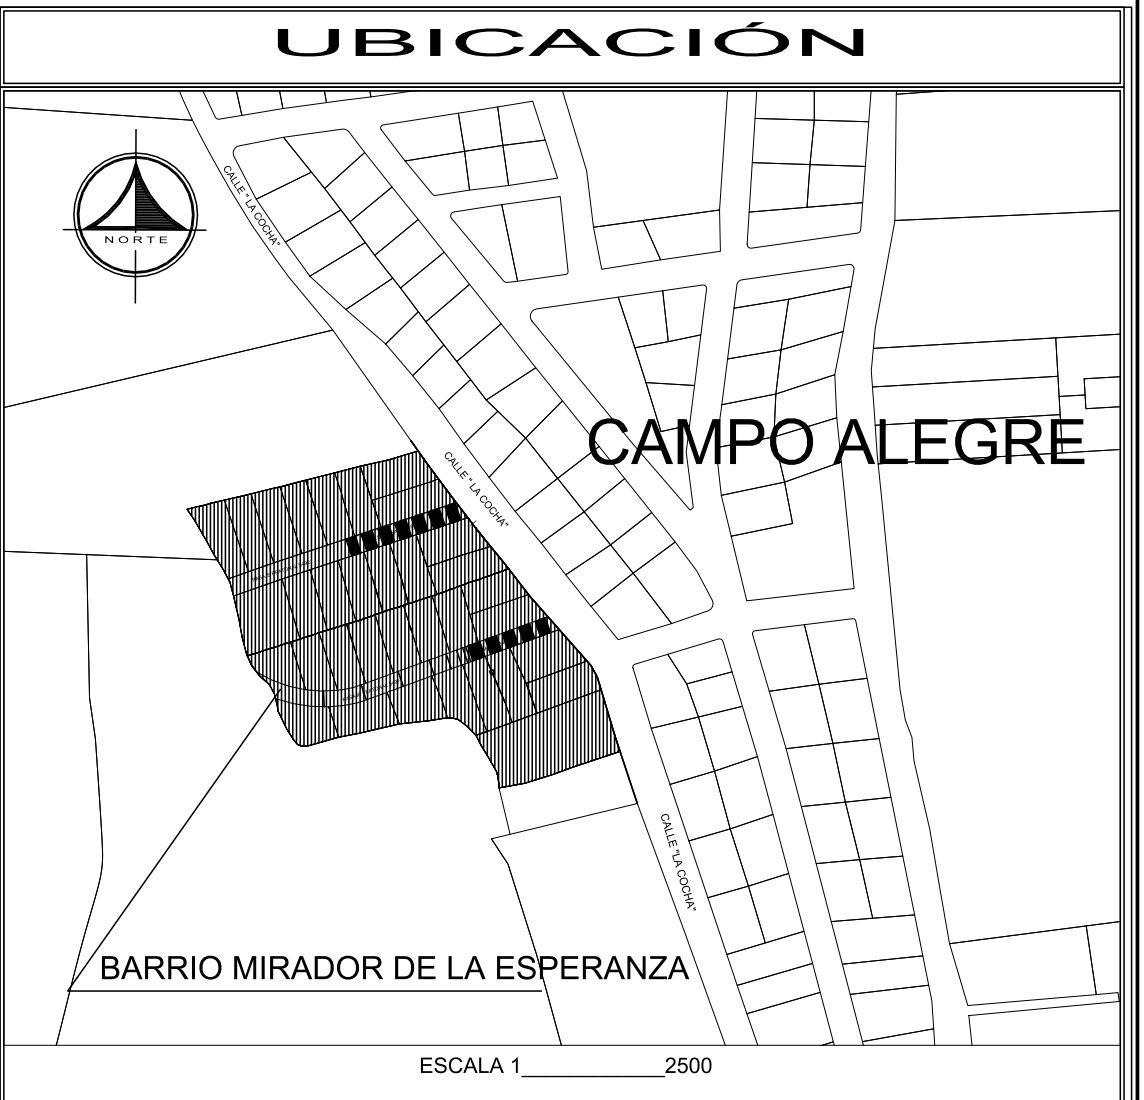 UBICACIÓN
CALLE " LA COCHA"
NORTE
CAMPO ALEGRE
CALLE " LA COCHA"
CALLE "LA COCHA"
BARRIO MIRADOR DE LA ESPERANZA
ESCALA 1_____________2500